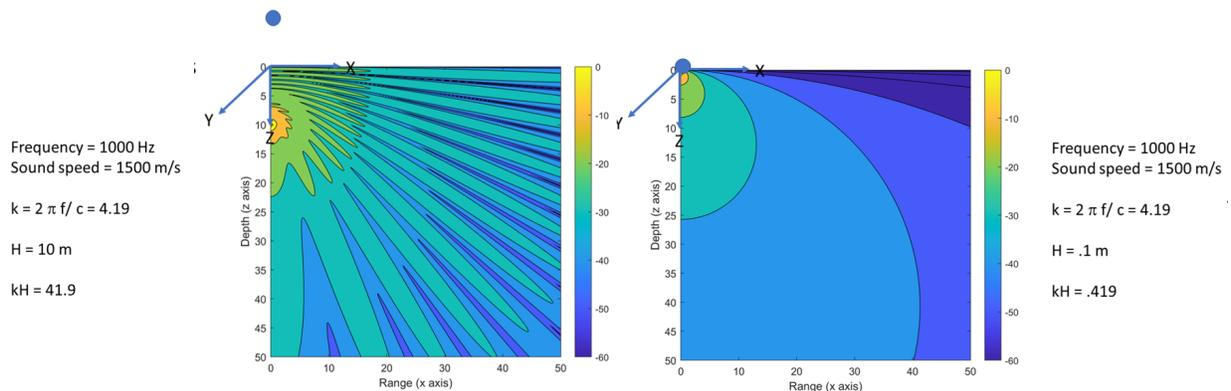 Frequency = 1000 Hz
Sound speed = 1500 m/s
k = 2 π f/ c = 4.19
H = 10 m
kH = 41.9
X
Y
Z
0
5
10
15
20
25
30
35
40
45
50
Depth (z axis)
0 10 20 30 40 50
Range (x axis)
0
-10
-20
-30
-40
-50
-60
X
Y
Z
0
5
10
15
20
25
30
35
40
45
50
Depth (z axis)
0 10 20 30 40 50
Range (x axis)
0
-10
-20
-30
-40
-50
-60
Frequency = 1000 Hz
Sound speed = 1500 m/s
k = 2 π f/ c = 4.19
H = .1 m
kH = .419